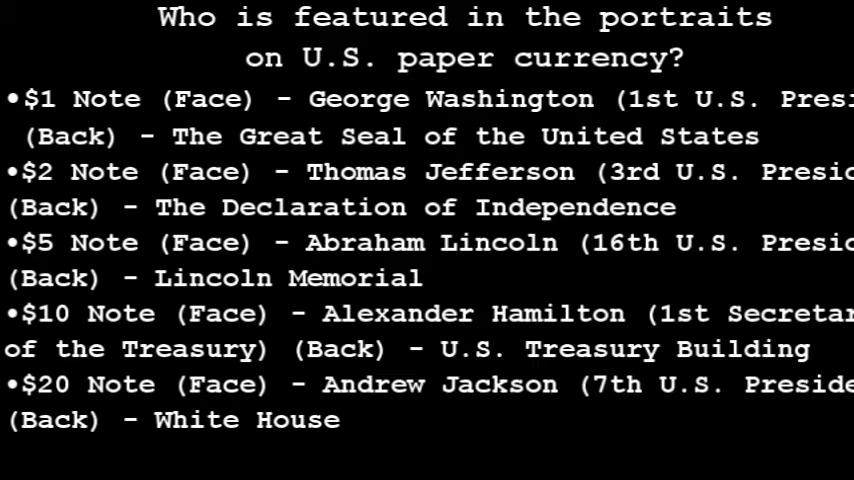 Who is featured in the portraits
on U.S. paper currency?
•$1 Note (Face) - George Washington (1st U.S.
(Back) - The Great Seal of the United States
•$2 Note (Face) - Thomas Jefferson (3rd U.S.
(Back) - The Declaration of Independence
•$5 Note (Face) - Abraham Lincoln (16th U.S.
(Back) - Lincoln Memorial
•$10 Note (Face) - Alexander Hamilton (1st
of the Treasury) (Back) - U.S. Treasury Building
•$20 Note (Face) - Andrew Jackson (7th U.S.
(Back) - White House